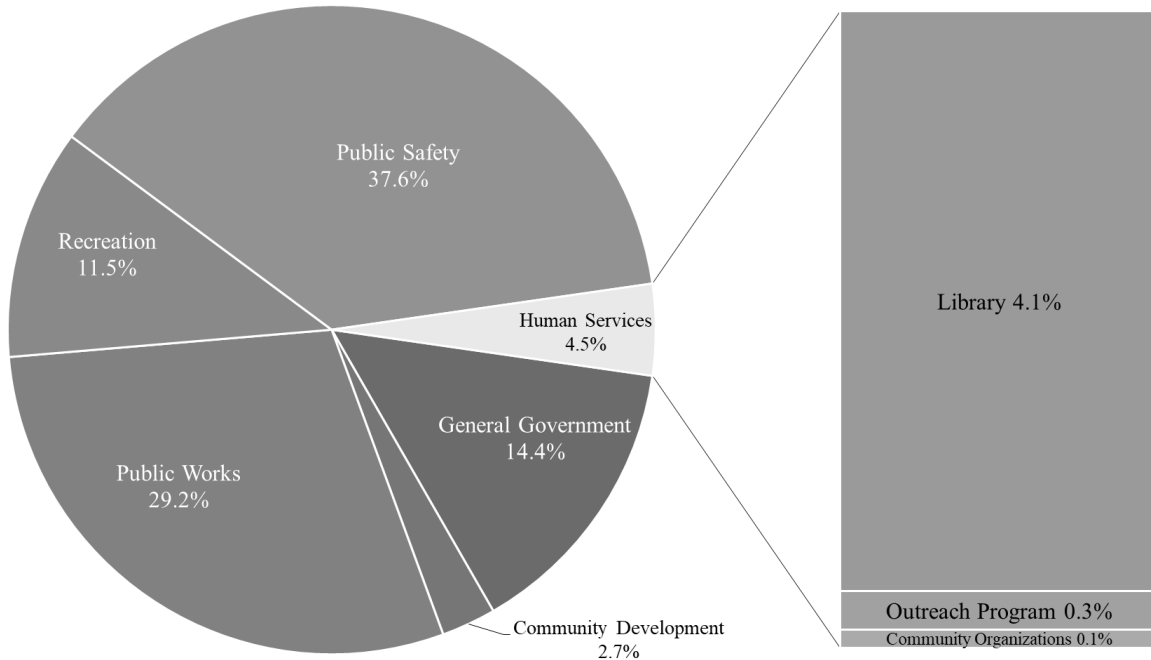 Public Safety
37.6%
Recreation
11.5%
Human Services
4.5%
General Government
14.4%
Public Works
29.2%
Community Development
2.7%
Library 4.1%
Outreach Program 0.3%
Community Organizations 0.1%